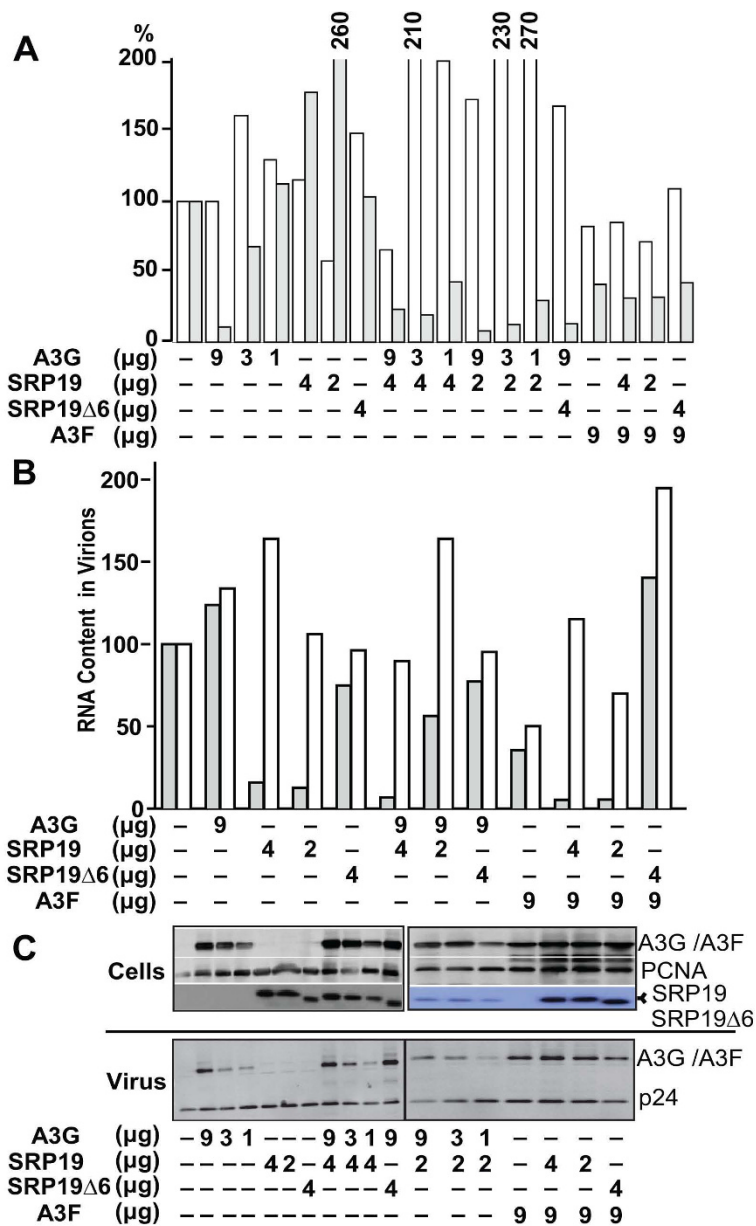 A
%
260
210
230
270
200
150
100
50
0
A3G (µg) – 9 3 1 – – – 9 3 1 9 3 1 9 – – – –
SRP19 (µg) – – – – 4 2 – 4 4 4 2 2 2 – – 4 2 –
SRP19Δ6 (µg) – – – – – – 4 – – – – – – 4 – – – 4
A3F (µg) – – – – – – – – – – – – – – 9 9 9 9
B
RNA Content in Virions
200
150
100
50
0
A3G (µg) – 9 – – – 9 9 9 – – – –
SRP19 (µg) – – 4 2 – 4 2 – – 4 2 –
SRP19Δ6 (µg) – – – – 4 – – 4 – – – 4
A3F (µg) – – – – – – – – 9 9 9 9
C
Cells
A3G /A3F
PCNA
SRP19
SRP19Δ6
Virus
A3G /A3F
p24
A3G (µg) – 9 3 1 – – – 9 3 1 9 9 3 1 – – – –
SRP19 (µg) – – – – 4 2 – 4 4 4 – 2 2 2 – 4 2 –
SRP19Δ6 (µg) – – – – – – 4 – – – 4 – – – – – – 4
A3F (µg) – – – – – – – – – – – – – – 9 9 9 9